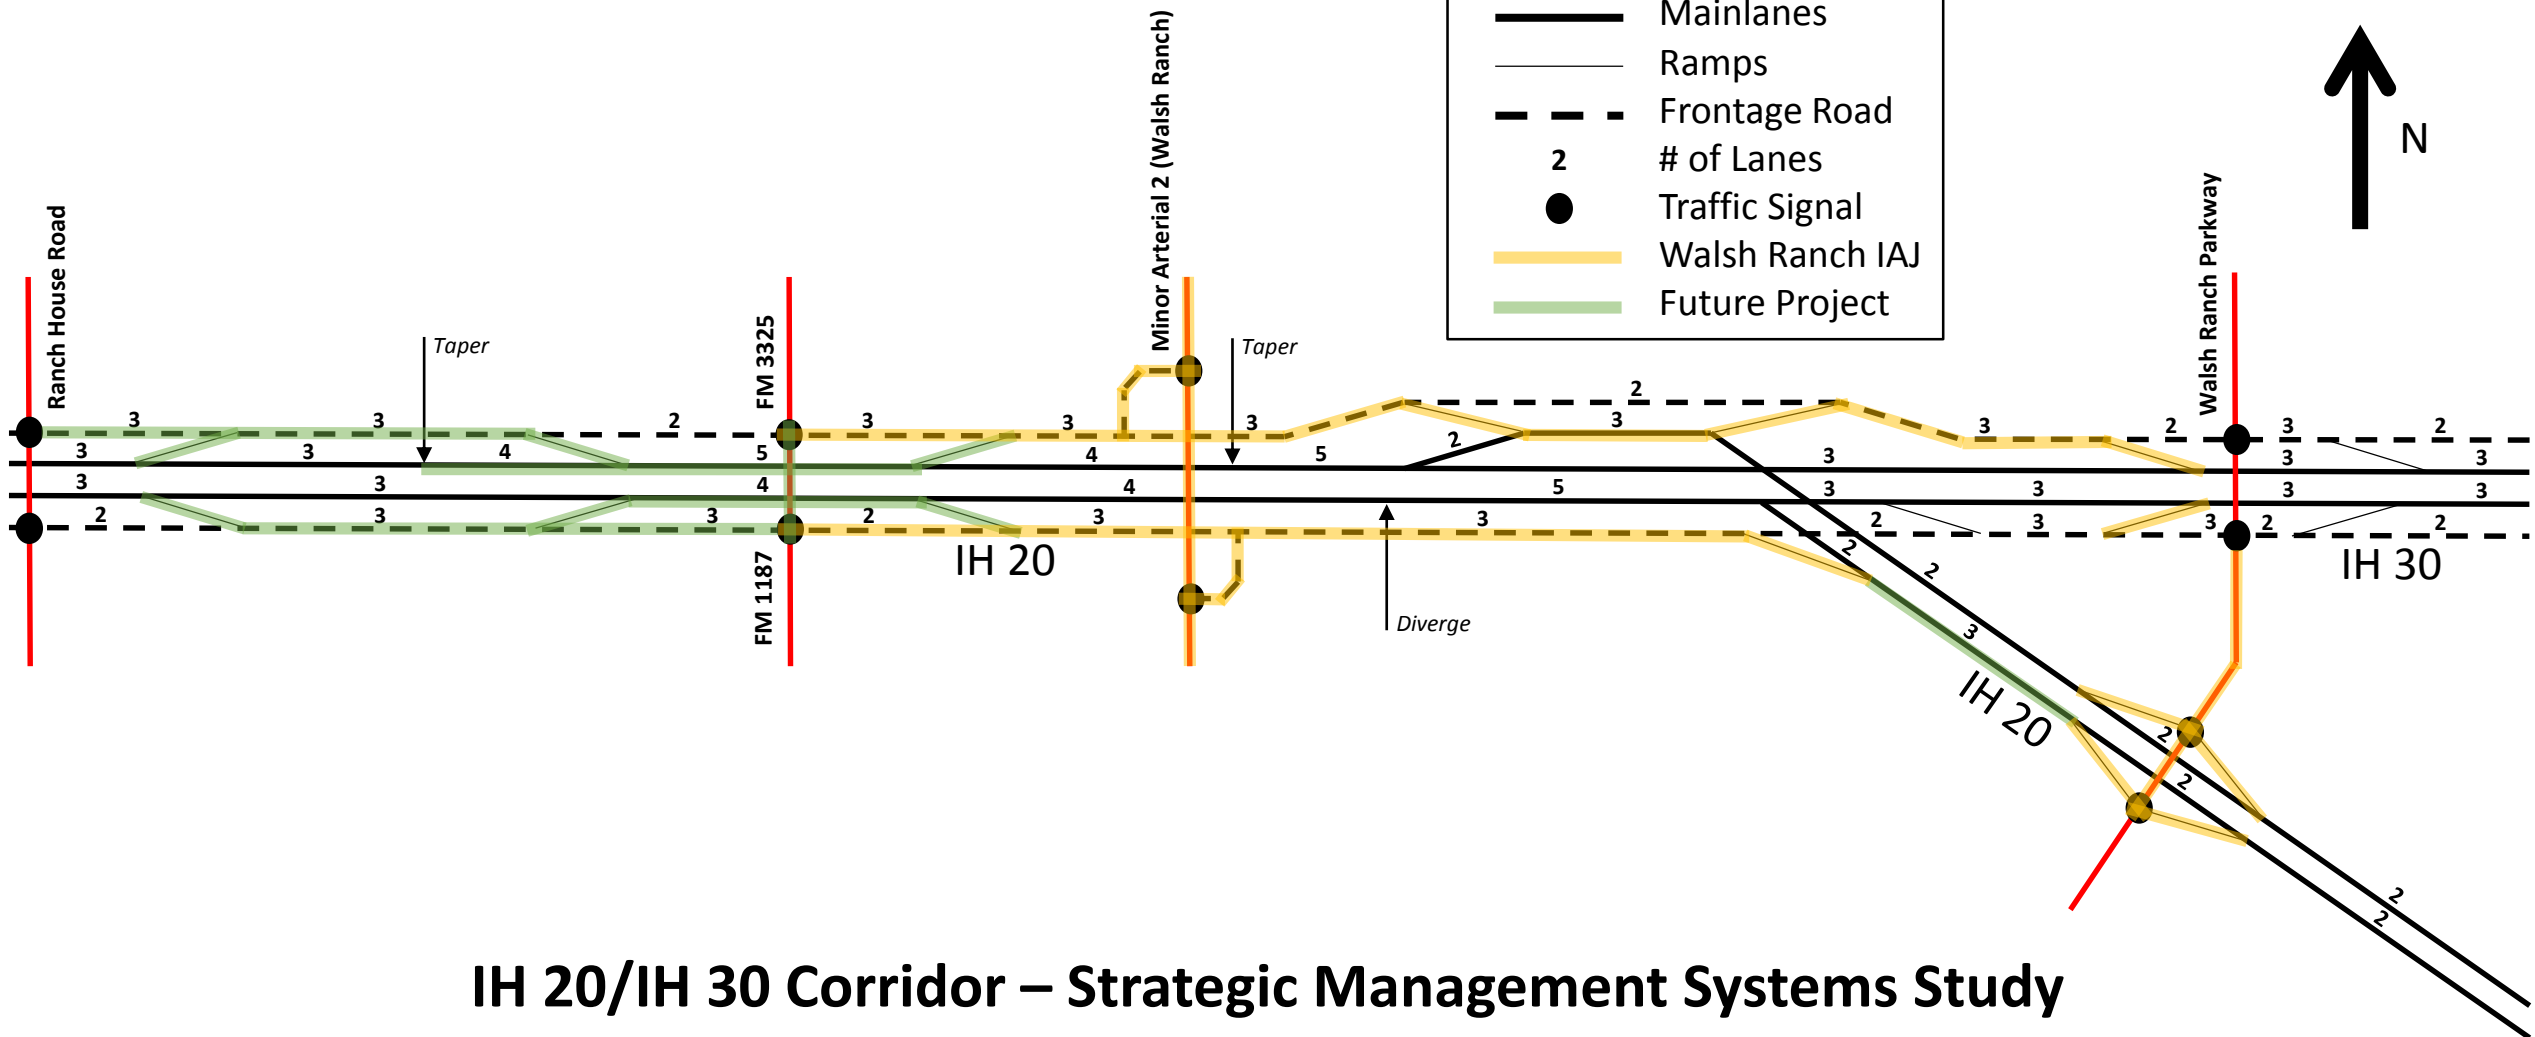 Mainlanes
Ramps
Frontage Road
2 # of Lanes
Traffic Signal
Walsh Ranch IAJ
Future Project
N
Ranch House Road
FM 3325
Minor Arterial 2 (Walsh Ranch)
Walsh Ranch Parkway
Taper
Taper
2
3 3 2 3 3 3 3 3 2 3 2
3 3 4 5 4 5 2 3 3 3
3 3 4 4 5 3 3 3 3
2 3 3 2 3 3 2 3 3 2 2
FM 1187
IH 20
IH 30
Diverge
2
2
3
IH 20
2
2
2
2
IH 20/IH 30 Corridor – Strategic Management Systems Study